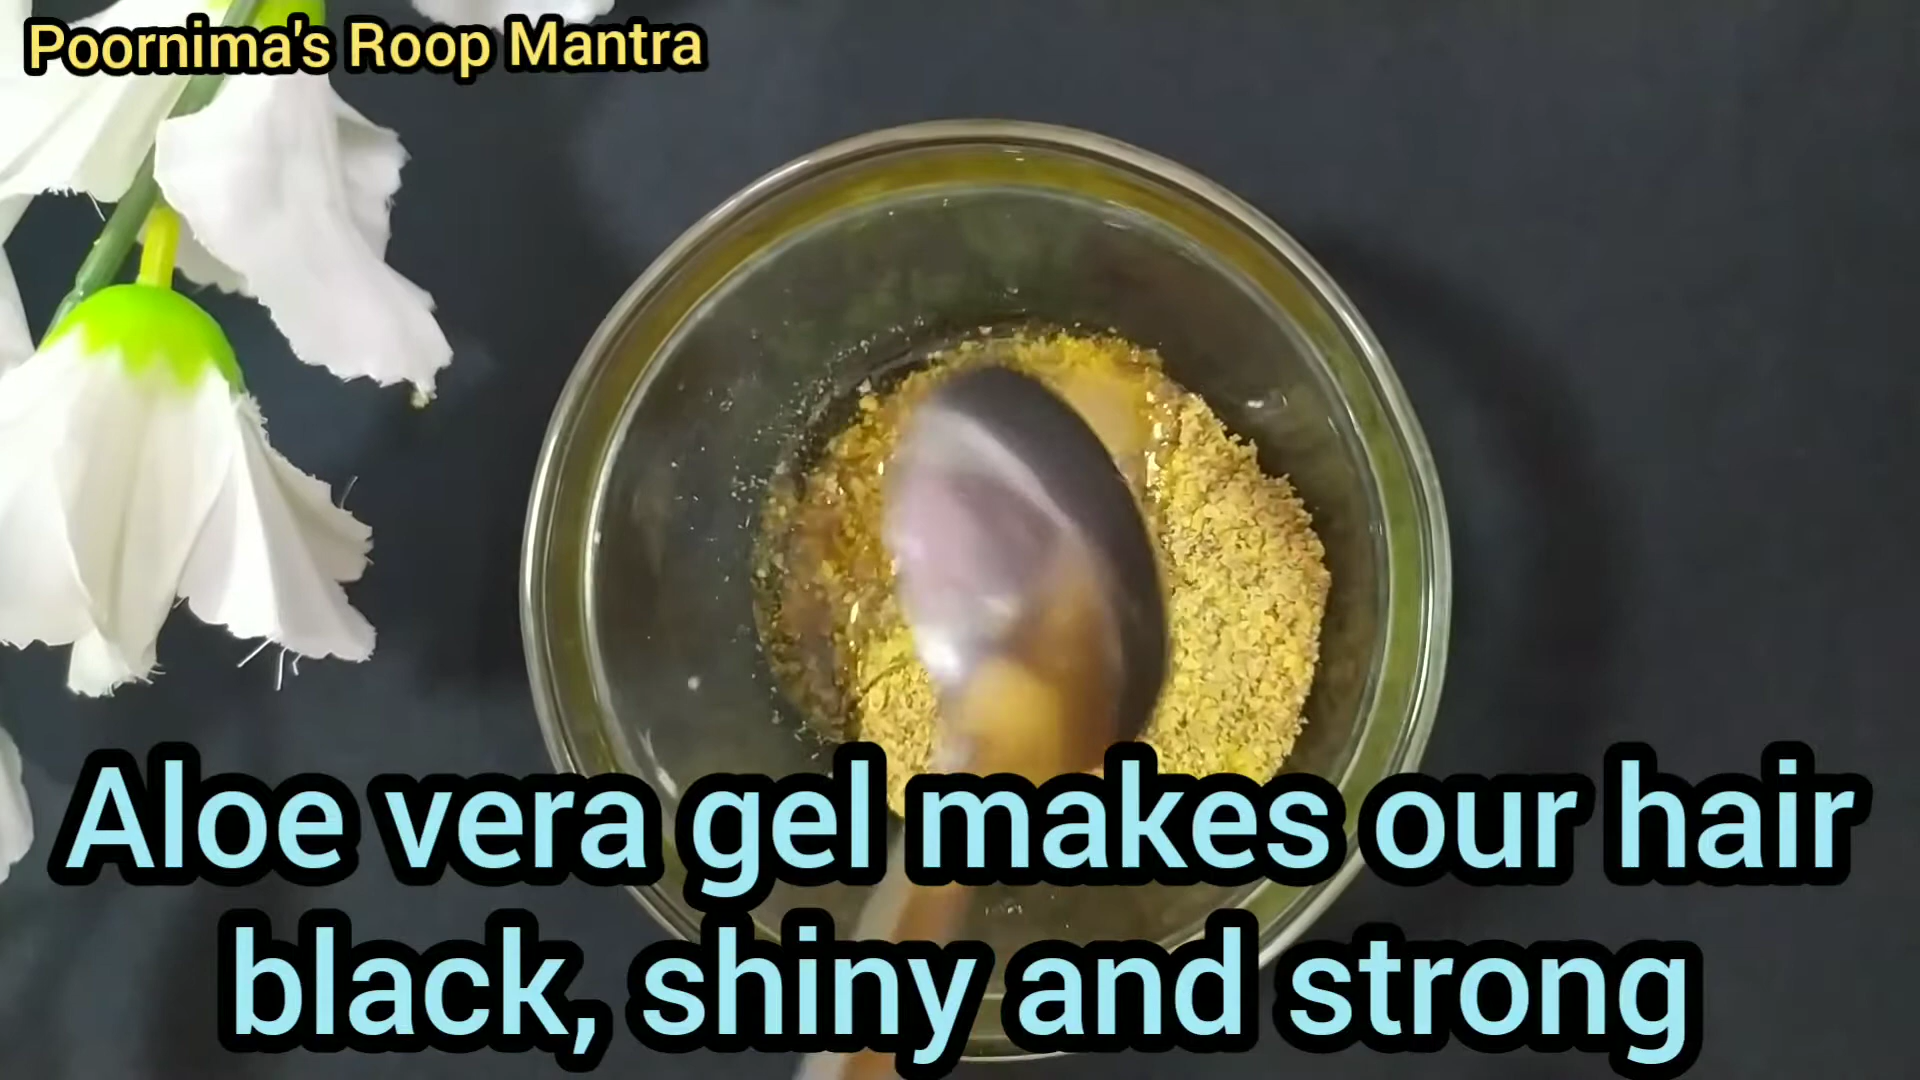 Poornima's Roop Mantra
Aloe vera gel makes our hair
black, shiny and strong